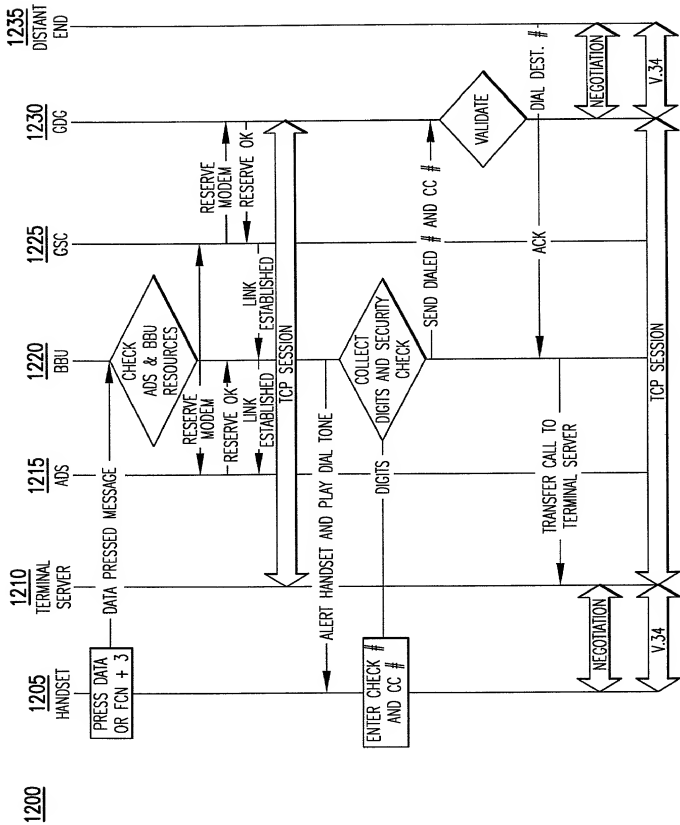 1200
1205
HANDSET
1210
TERMINAL
SERVER
1215
ADS
1220
BBU
1225
GSC
1230
GDG
1235
DISTANT
END
PRESS DATA
OR FCN + 3
DATA PRESSED MESSAGE
CHECK
ADS & BBU
RESOURCES
RESERVE
MODEM
RESERVE OK
LINK
ESTABLISHED
LINK
ESTABLISHED
RESERVE
MODEM
RESERVE OK
TCP SESSION
ALERT HANDSET AND PLAY DIAL TONE
ENTER CHECK #
AND CC #
DIGITS
COLLECT
DIGITS AND SECURITY
CHECK
SEND DIALED # AND CC #
VALIDATE
DIAL DEST. #
ACK
TRANSFER CALL TO
TERMINAL SERVER
NEGOTIATION
NEGOTIATION
V.34
TCP SESSION
V.34